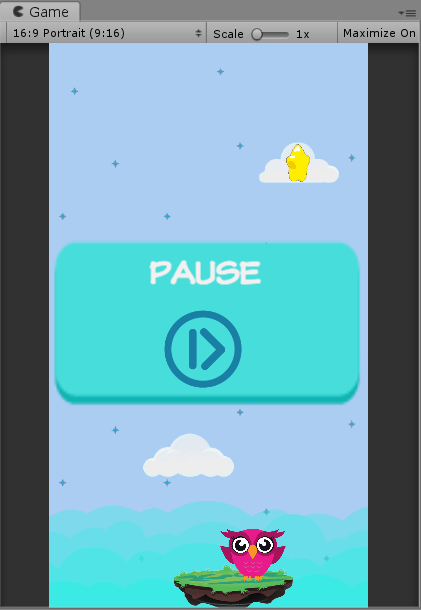 Game
16:9 Portrait (9:16)
Scale
1x
Maximize On
PAUSE